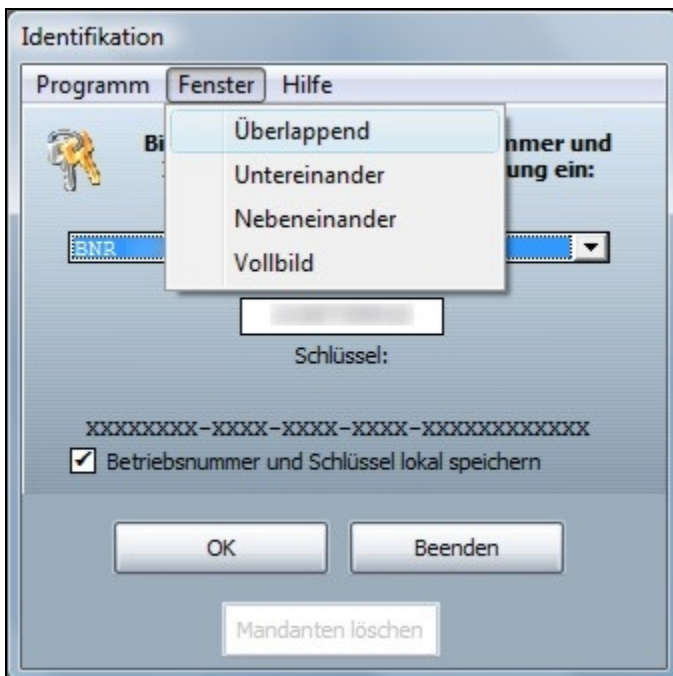 Identifikation
Programm Fenster Hilfe
Überlappend
Untereinander
Nebeneinander
Vollbild
Bi
nmer und
ung ein:
BNR
Schlüssel:
xxxxxxxx-xxxx-xxxx-xxxx-xxxxxxxxxxxx
Betriebsnummer und Schlüssel lokal speichern
OK Beenden
Mandanten löschen